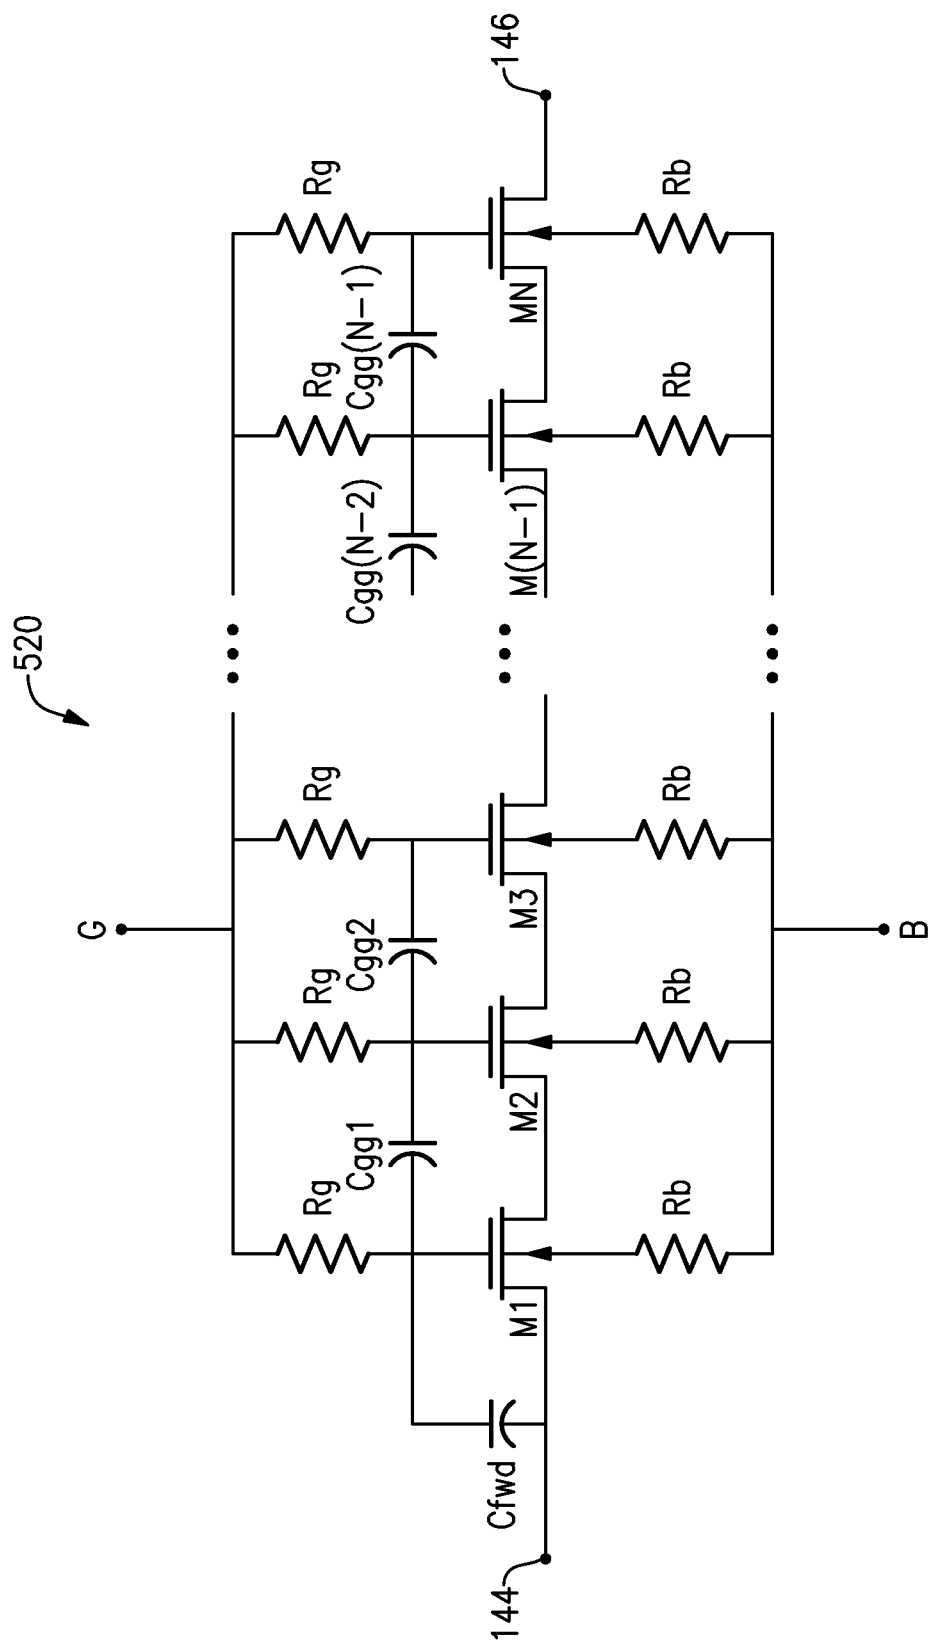 520
G
Rg
Rg
Rg
Rg
Rg
Cgg1
Cgg2
Cgg(N-2)
Cgg(N-1)
Cfwd
M1
M2
M3
M(N-1)
MN
144
146
Rb
Rb
Rb
Rb
Rb
B